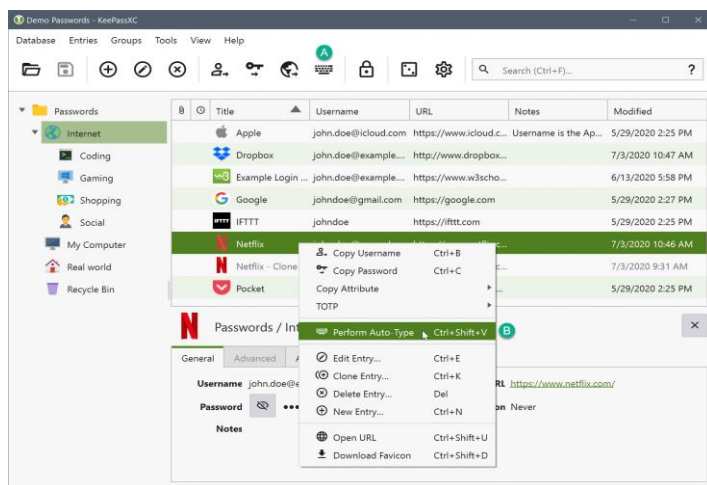 Demo Passwords - KeePassXC
Database Entries Groups Tools View Help
A
Search (Ctrl+F)... ?
Passwords
Internet
Coding
Gaming
Shopping
Social
My Computer
Real world
Recycle Bin
Title Username URL Notes Modified
Apple john.doe@icloud.com https://www.icloud.c... Username is the Ap... 5/29/2020 2:25 PM
Dropbox john.doe@example.... http://www.dropbox... 7/3/2020 10:47 AM
Example Login ... john.doe@example.... https://www.w3scho... 6/13/2020 5:58 PM
Google johndoe@gmail.com https://google.com 5/29/2020 2:27 PM
IFTTT IFTTT johndoe https://ifttt.com 5/29/2020 2:25 PM
Netflix 7/3/2020 10:46 AM
Netflix - Clone c... 7/3/2020 9:31 AM
Pocket 5/29/2020 2:25 PM
Copy Username Ctrl+B
Copy Password Ctrl+C
Copy Attribute
TOTP
Perform Auto-Type Ctrl+Shift+V B
Edit Entry... Ctrl+E
Clone Entry... Ctrl+K
Delete Entry... Del
New Entry... Ctrl+N
Open URL Ctrl+Shift+U
Download Favicon Ctrl+Shift+D
N Passwords / Int
General Advanced A
Username john.doe@e RL https://www.netflix.com/
Password on Never
Notes